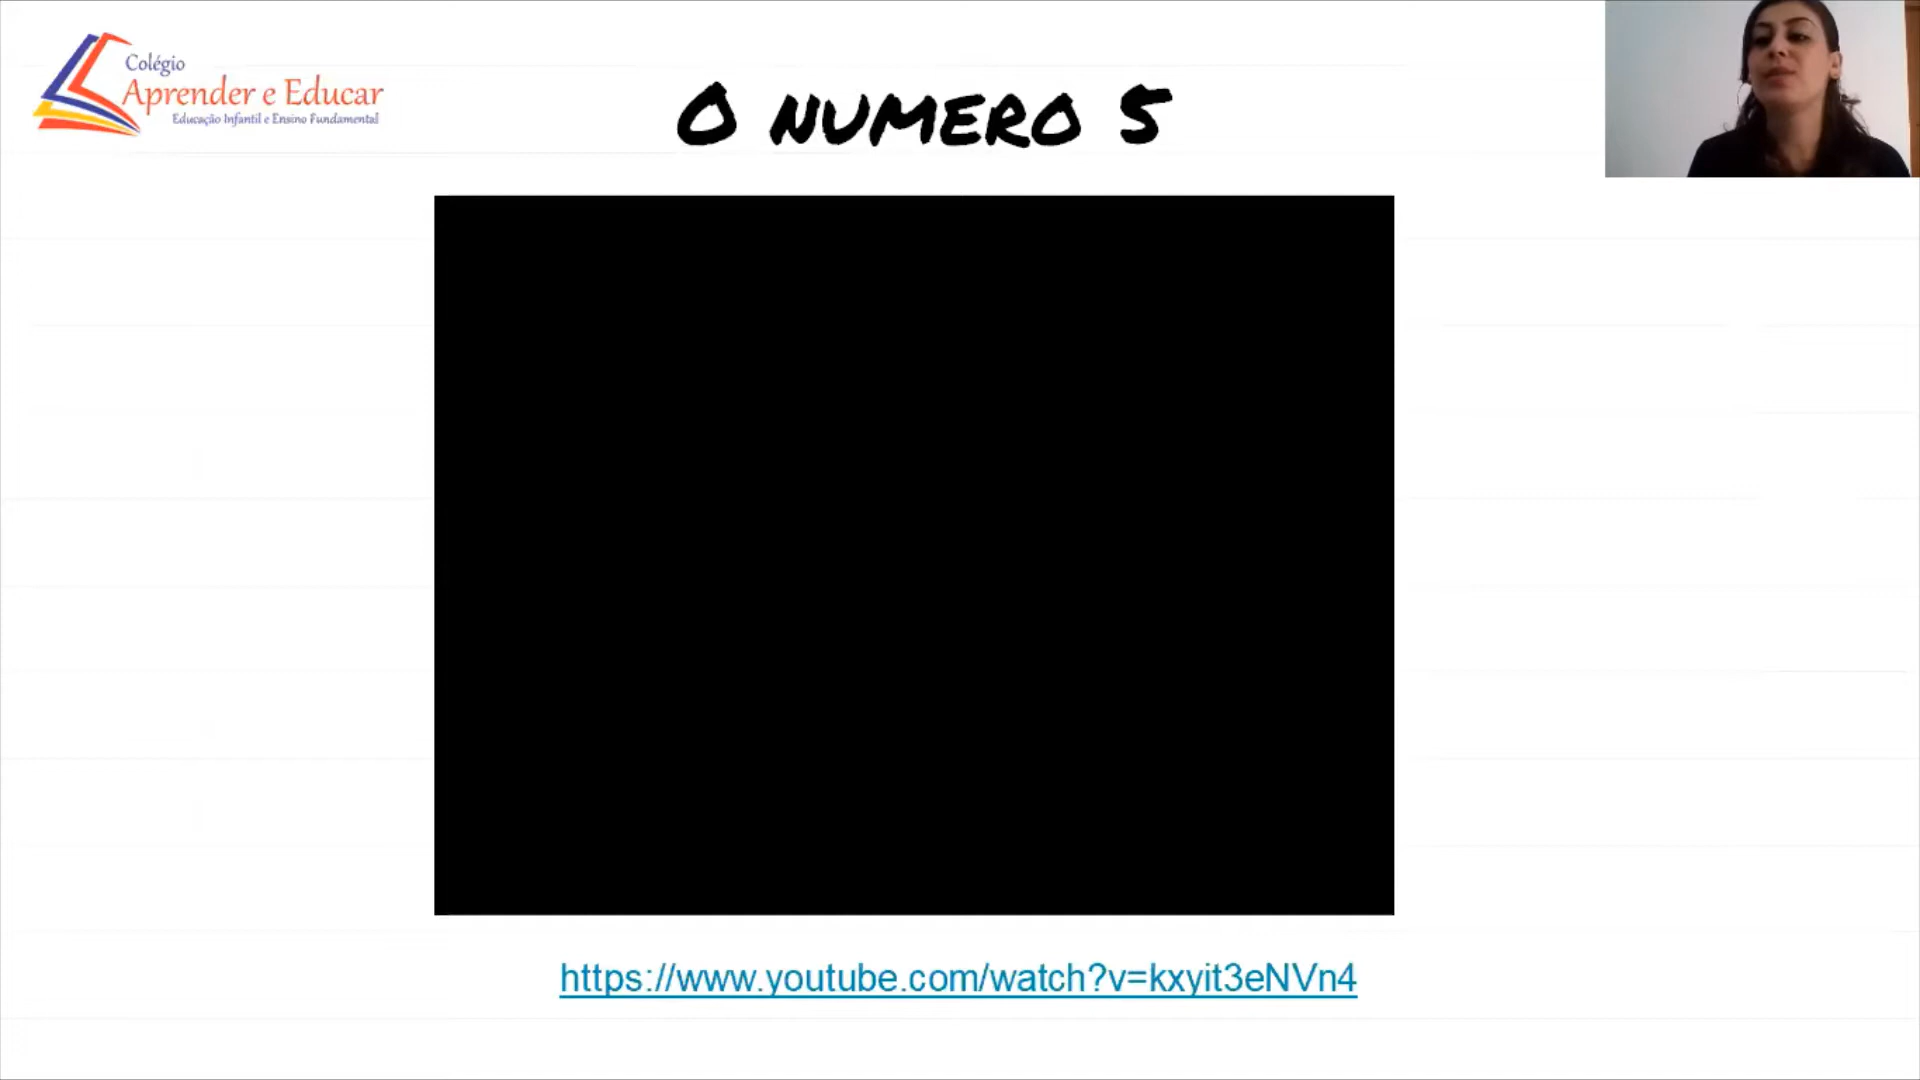 Colégio
Aprender e Educar
Educação Infantil e Ensino Fundamental
O NUMERO 5
https://www.youtube.com/watch?v=kxyit3eNVn4